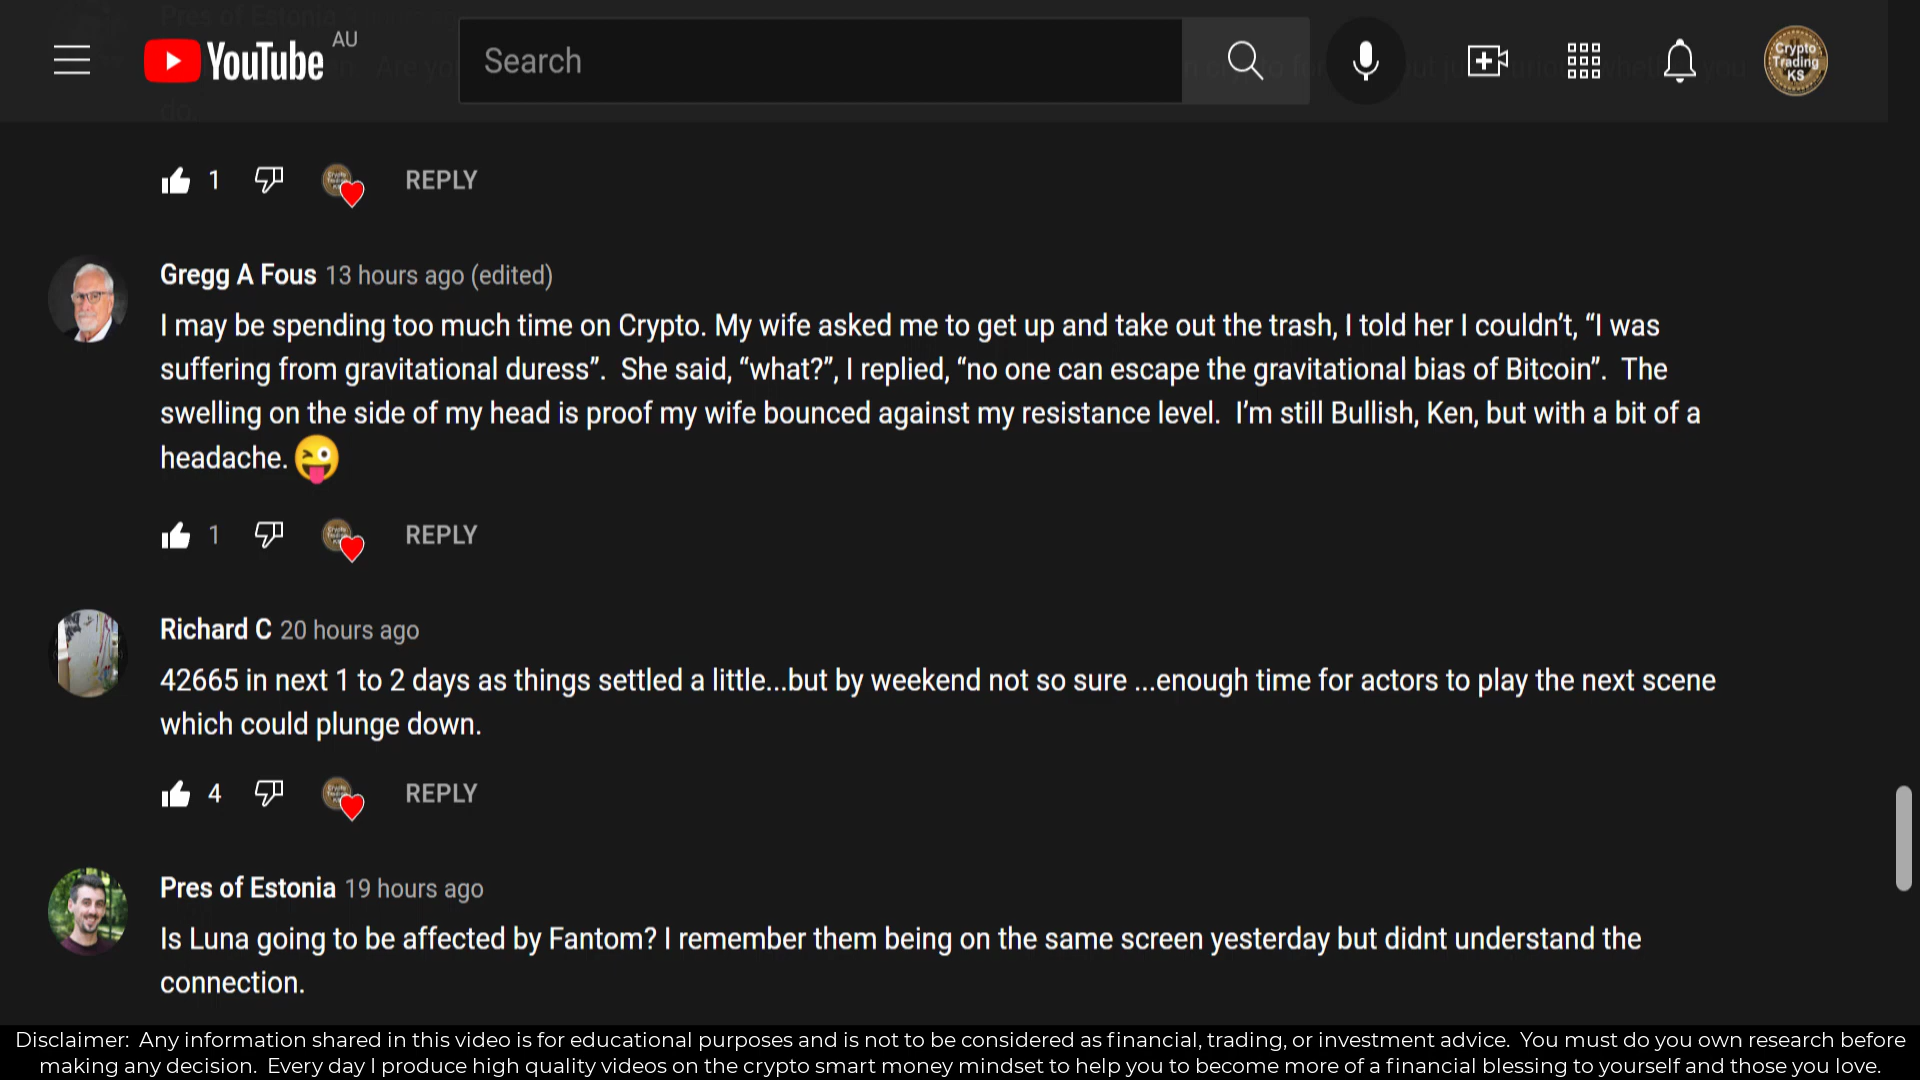 Pres of Estonia
AU
YouTube
Search
Crypto
Trading
KS
do.
1
REPLY
Gregg A Fous 13 hours ago (edited)
I may be spending too much time on Crypto. My wife asked me to get up and take out the trash, I told her I couldn’t, “I was
suffering from gravitational duress”.  She said, “what?”, I replied, “no one can escape the gravitational bias of Bitcoin”.  The
swelling on the side of my head is proof my wife bounced against my resistance level.  I’m still Bullish, Ken, but with a bit of a
headache. 😜
1
REPLY
Richard C 20 hours ago
42665 in next 1 to 2 days as things settled a little...but by weekend not so sure ...enough time for actors to play the next scene
which could plunge down.
4
REPLY
Pres of Estonia 19 hours ago
Is Luna going to be affected by Fantom? I remember them being on the same screen yesterday but didnt understand the
connection.
Disclaimer:  Any information shared in this video is for educational purposes and is not to be considered as financial, trading, or investment advice.  You must do you own research before
making any decision.  Every day I produce high quality videos on the crypto smart money mindset to help you to become more of a financial blessing to yourself and those you love.